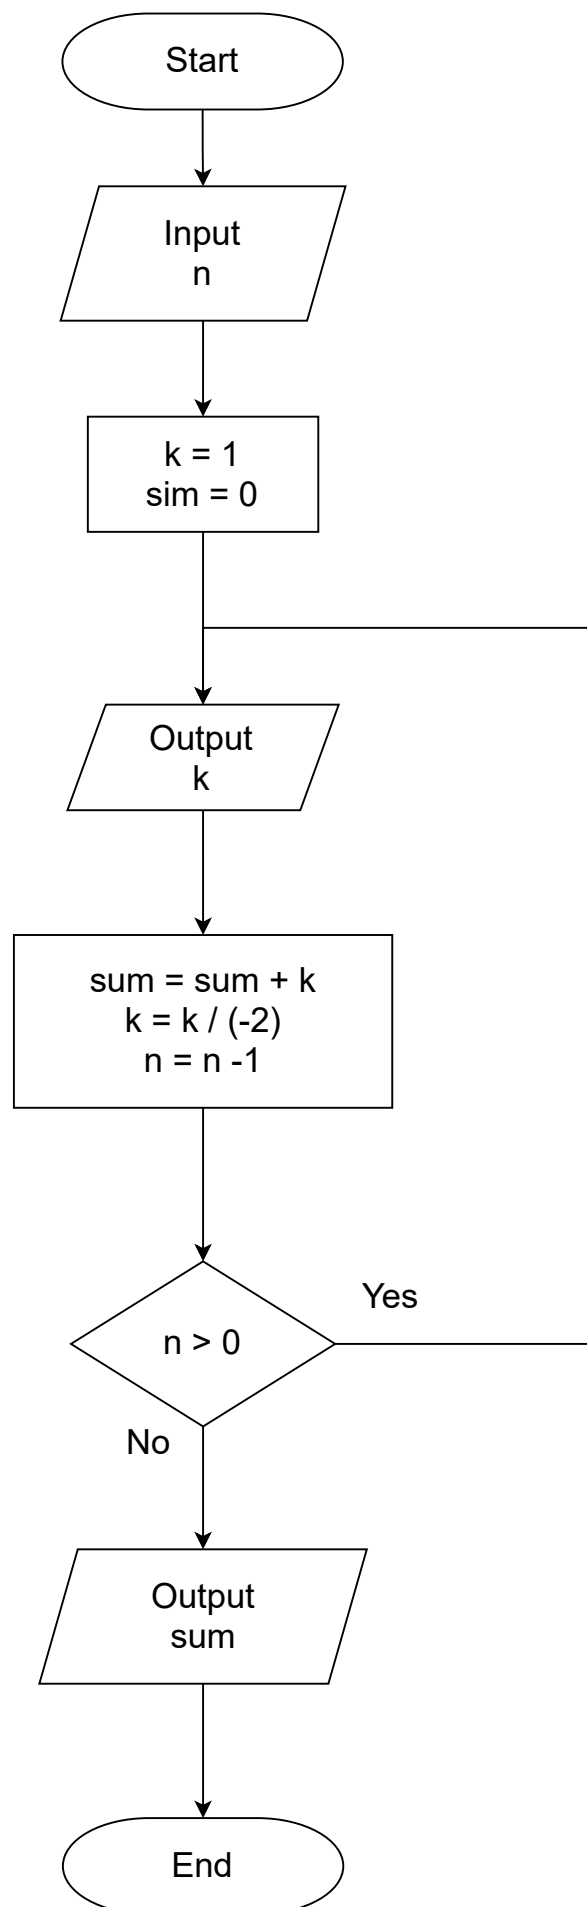 Start
Input
n
k = 1
sim = 0
Output
k
sum = sum + k
k = k / (-2)
n = n -1
Yes
n > 0
No
Output
sum
End